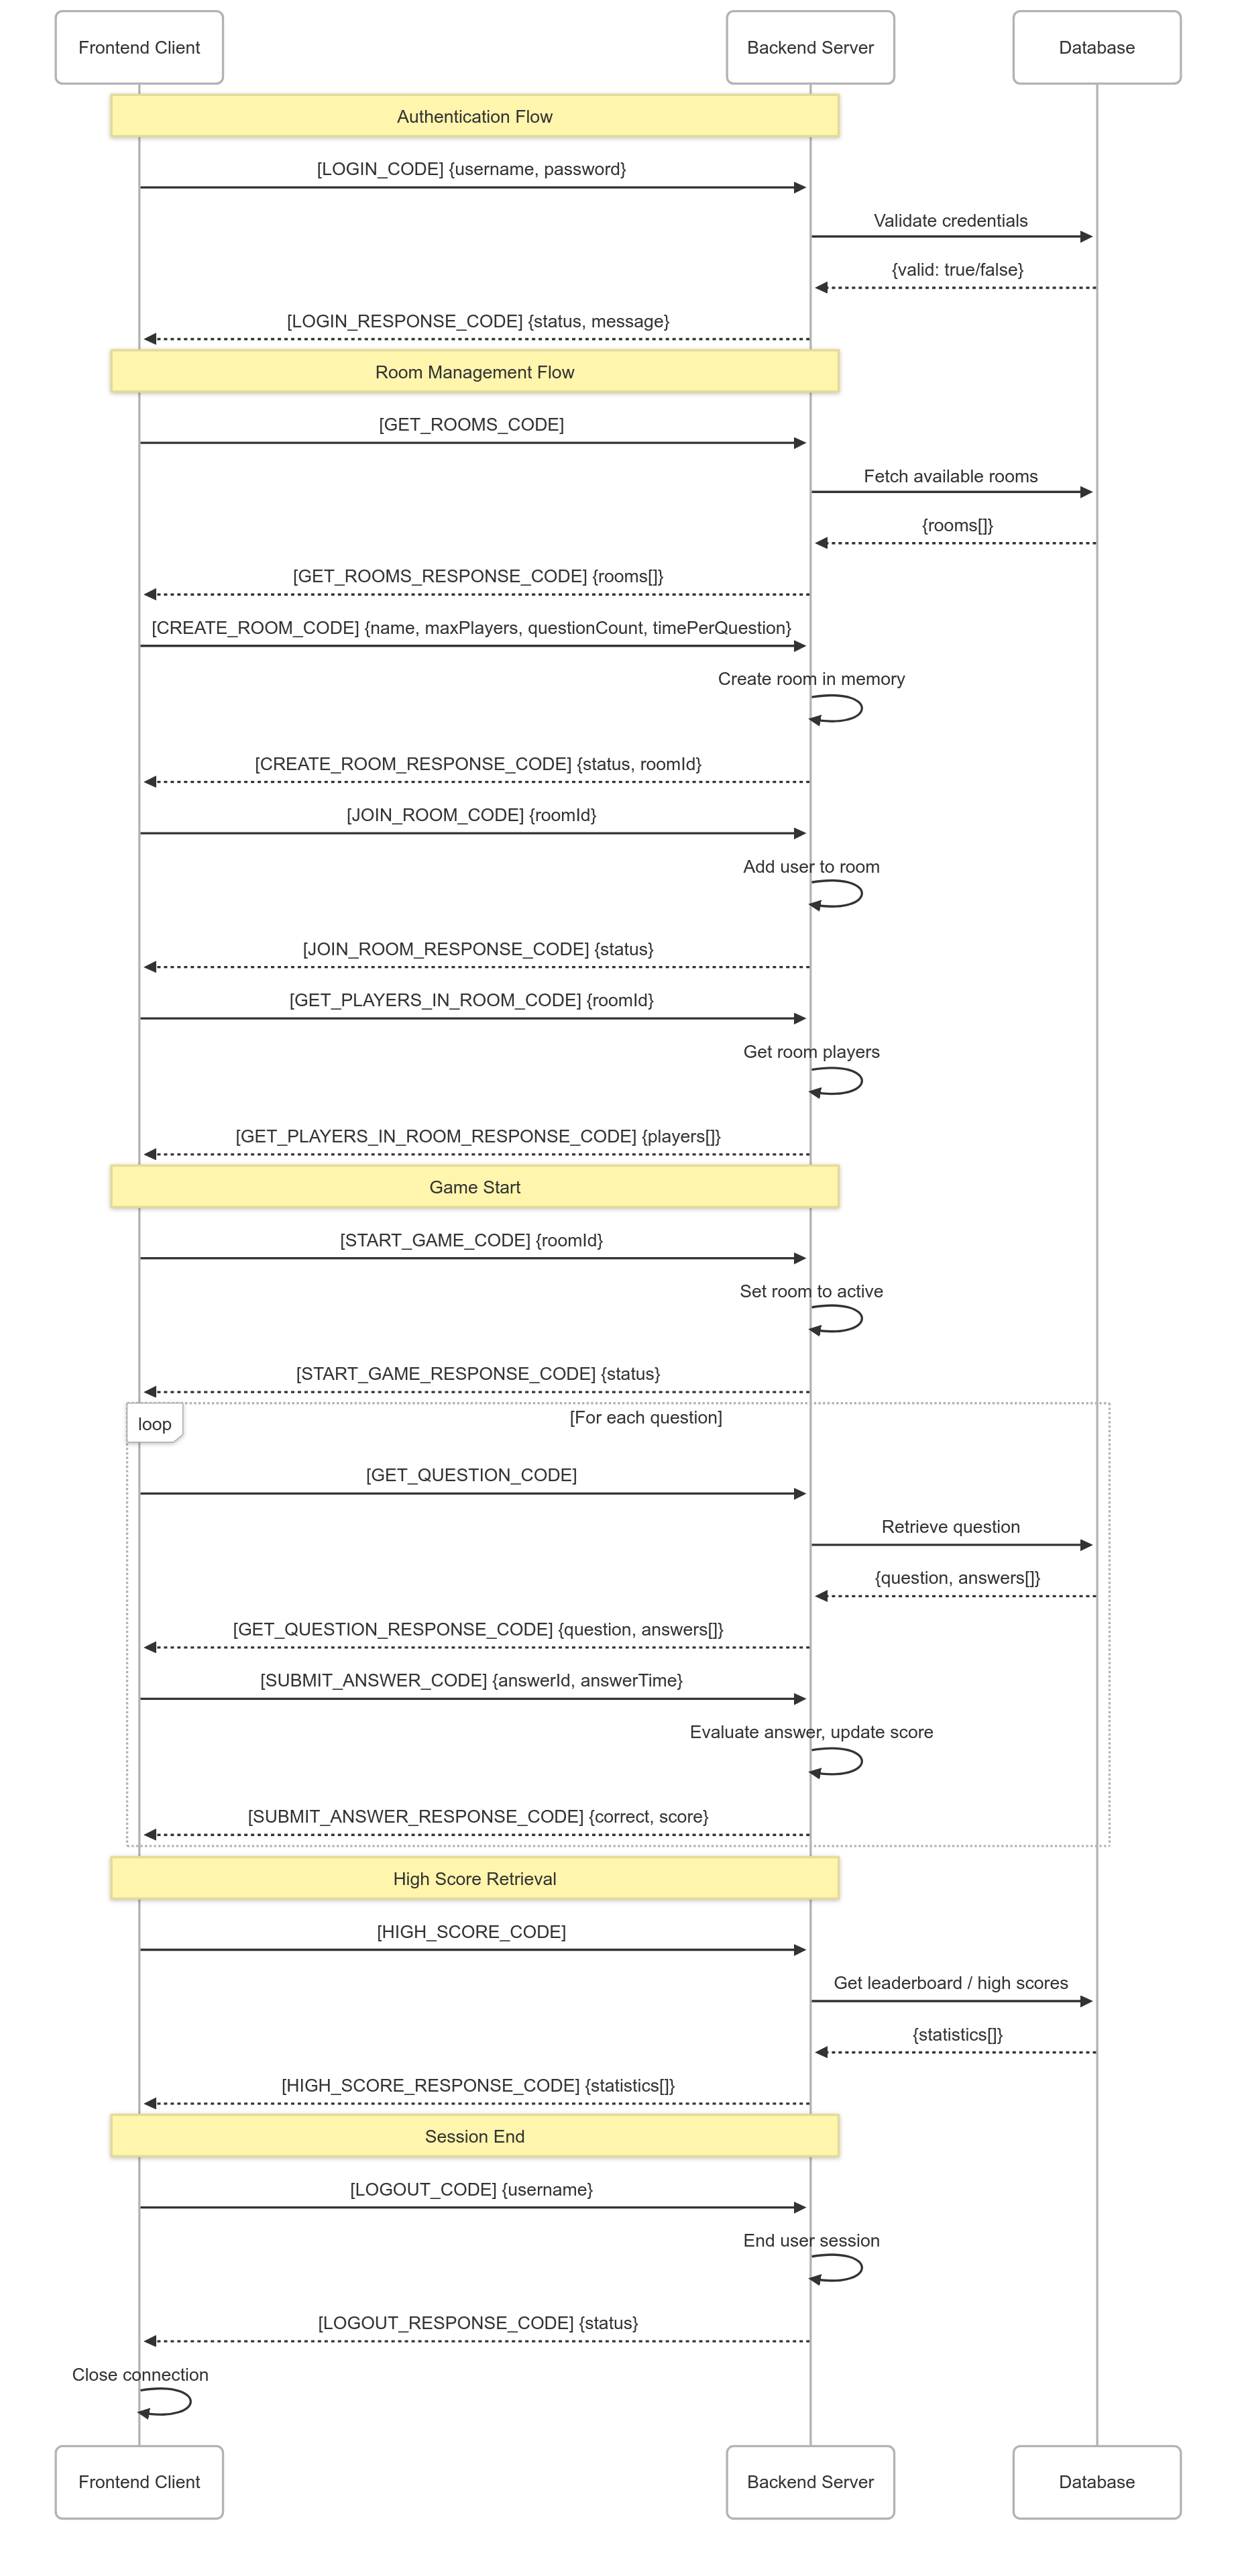 Frontend Client
Backend Server
Database
Authentication Flow
[LOGIN_CODE] {username, password}
Validate credentials
{valid: true/false}
[LOGIN_RESPONSE_CODE] {status, message}
Room Management Flow
[GET_ROOMS_CODE]
Fetch available rooms
{rooms[]}
[GET_ROOMS_RESPONSE_CODE] {rooms[]}
[CREATE_ROOM_CODE] {name, maxPlayers, questionCount, timePerQuestion}
Create room in memory
[CREATE_ROOM_RESPONSE_CODE] {status, roomId}
[JOIN_ROOM_CODE] {roomId}
Add user to room
[JOIN_ROOM_RESPONSE_CODE] {status}
[GET_PLAYERS_IN_ROOM_CODE] {roomId}
Get room players
[GET_PLAYERS_IN_ROOM_RESPONSE_CODE] {players[]}
Game Start
[START_GAME_CODE] {roomId}
Set room to active
[START_GAME_RESPONSE_CODE] {status}
loop
[For each question]
[GET_QUESTION_CODE]
Retrieve question
{question, answers[]}
[GET_QUESTION_RESPONSE_CODE] {question, answers[]}
[SUBMIT_ANSWER_CODE] {answerId, answerTime}
Evaluate answer, update score
[SUBMIT_ANSWER_RESPONSE_CODE] {correct, score}
High Score Retrieval
[HIGH_SCORE_CODE]
Get leaderboard / high scores
{statistics[]}
[HIGH_SCORE_RESPONSE_CODE] {statistics[]}
Session End
[LOGOUT_CODE] {username}
End user session
[LOGOUT_RESPONSE_CODE] {status}
Close connection
Frontend Client
Backend Server
Database